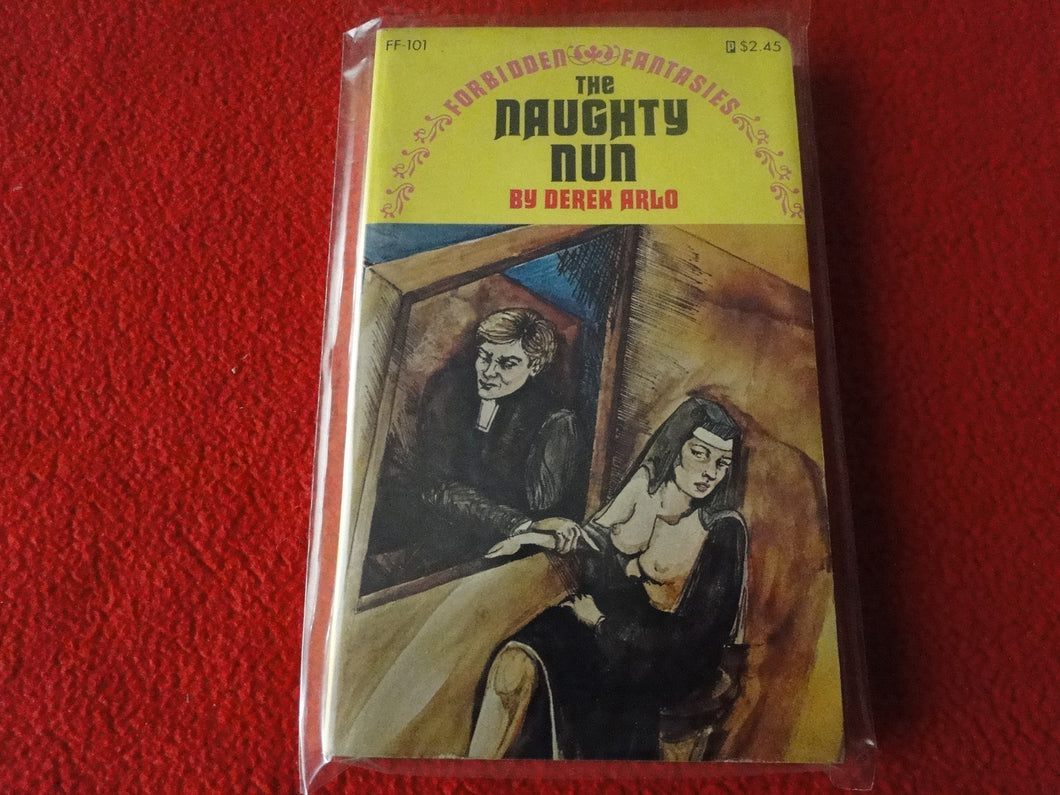 FF-101
P $2.45
FORBIDDEN FANTASIES
THE
NAUGHTY
NUN
BY DEREK ARLO